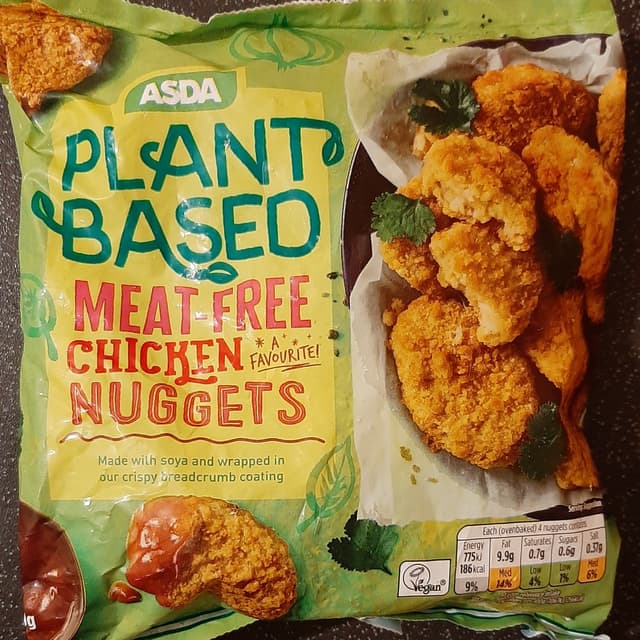 ASDA
PLANT
BASED
MEAT-FREE
CHICKEN A FAVOURITE!
NUGGETS
Made with soya and wrapped in
our crispy breadcrumb coating
Each (ovenbaked) 4 nuggets contains
Energy Fat Saturates Sugars Salt
775kJ 9.9g 0.7g 0.6g 0.37g
186kcal Med Low Low Med
9% 14% 4% 1% 6%
Vegan